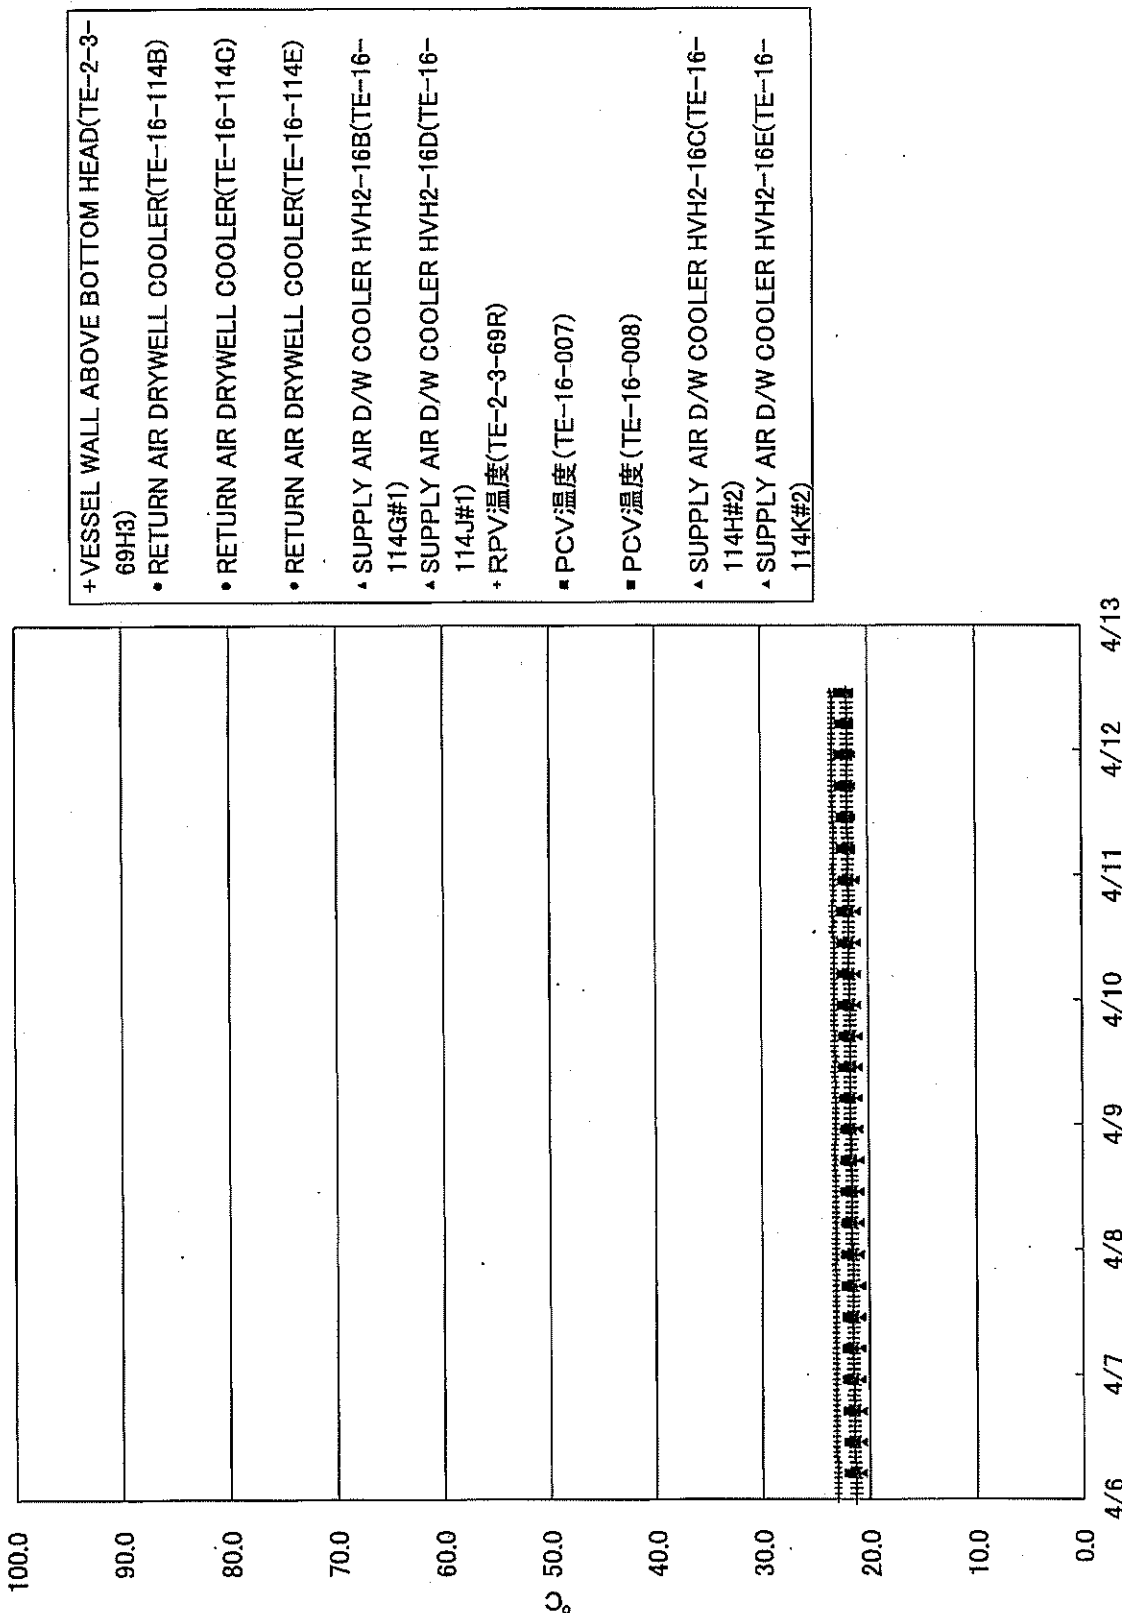 100.0
90.0
80.0
70.0
60.0
50.0
40.0
30.0
20.0
10.0
0.0
℃
4/6
4/7
4/8
4/9
4/10
4/11
4/12
4/13
+ VESSEL WALL ABOVE BOTTOM HEAD(TE-2-3-
69H3)
• RETURN AIR DRYWELL COOLER(TE-16-114B)
• RETURN AIR DRYWELL COOLER(TE-16-114C)
• RETURN AIR DRYWELL COOLER(TE-16-114E)
▲ SUPPLY AIR D/W COOLER HVH2-16B(TE-16-
114G#1)
▲ SUPPLY AIR D/W COOLER HVH2-16D(TE-16-
114J#1)
+ RPV温度(TE-2-3-69R)
■ PCV温度(TE-16-007)
■ PCV温度(TE-16-008)
▲ SUPPLY AIR D/W COOLER HVH2-16C(TE-16-
114H#2)
▲ SUPPLY AIR D/W COOLER HVH2-16E(TE-16-
114K#2)